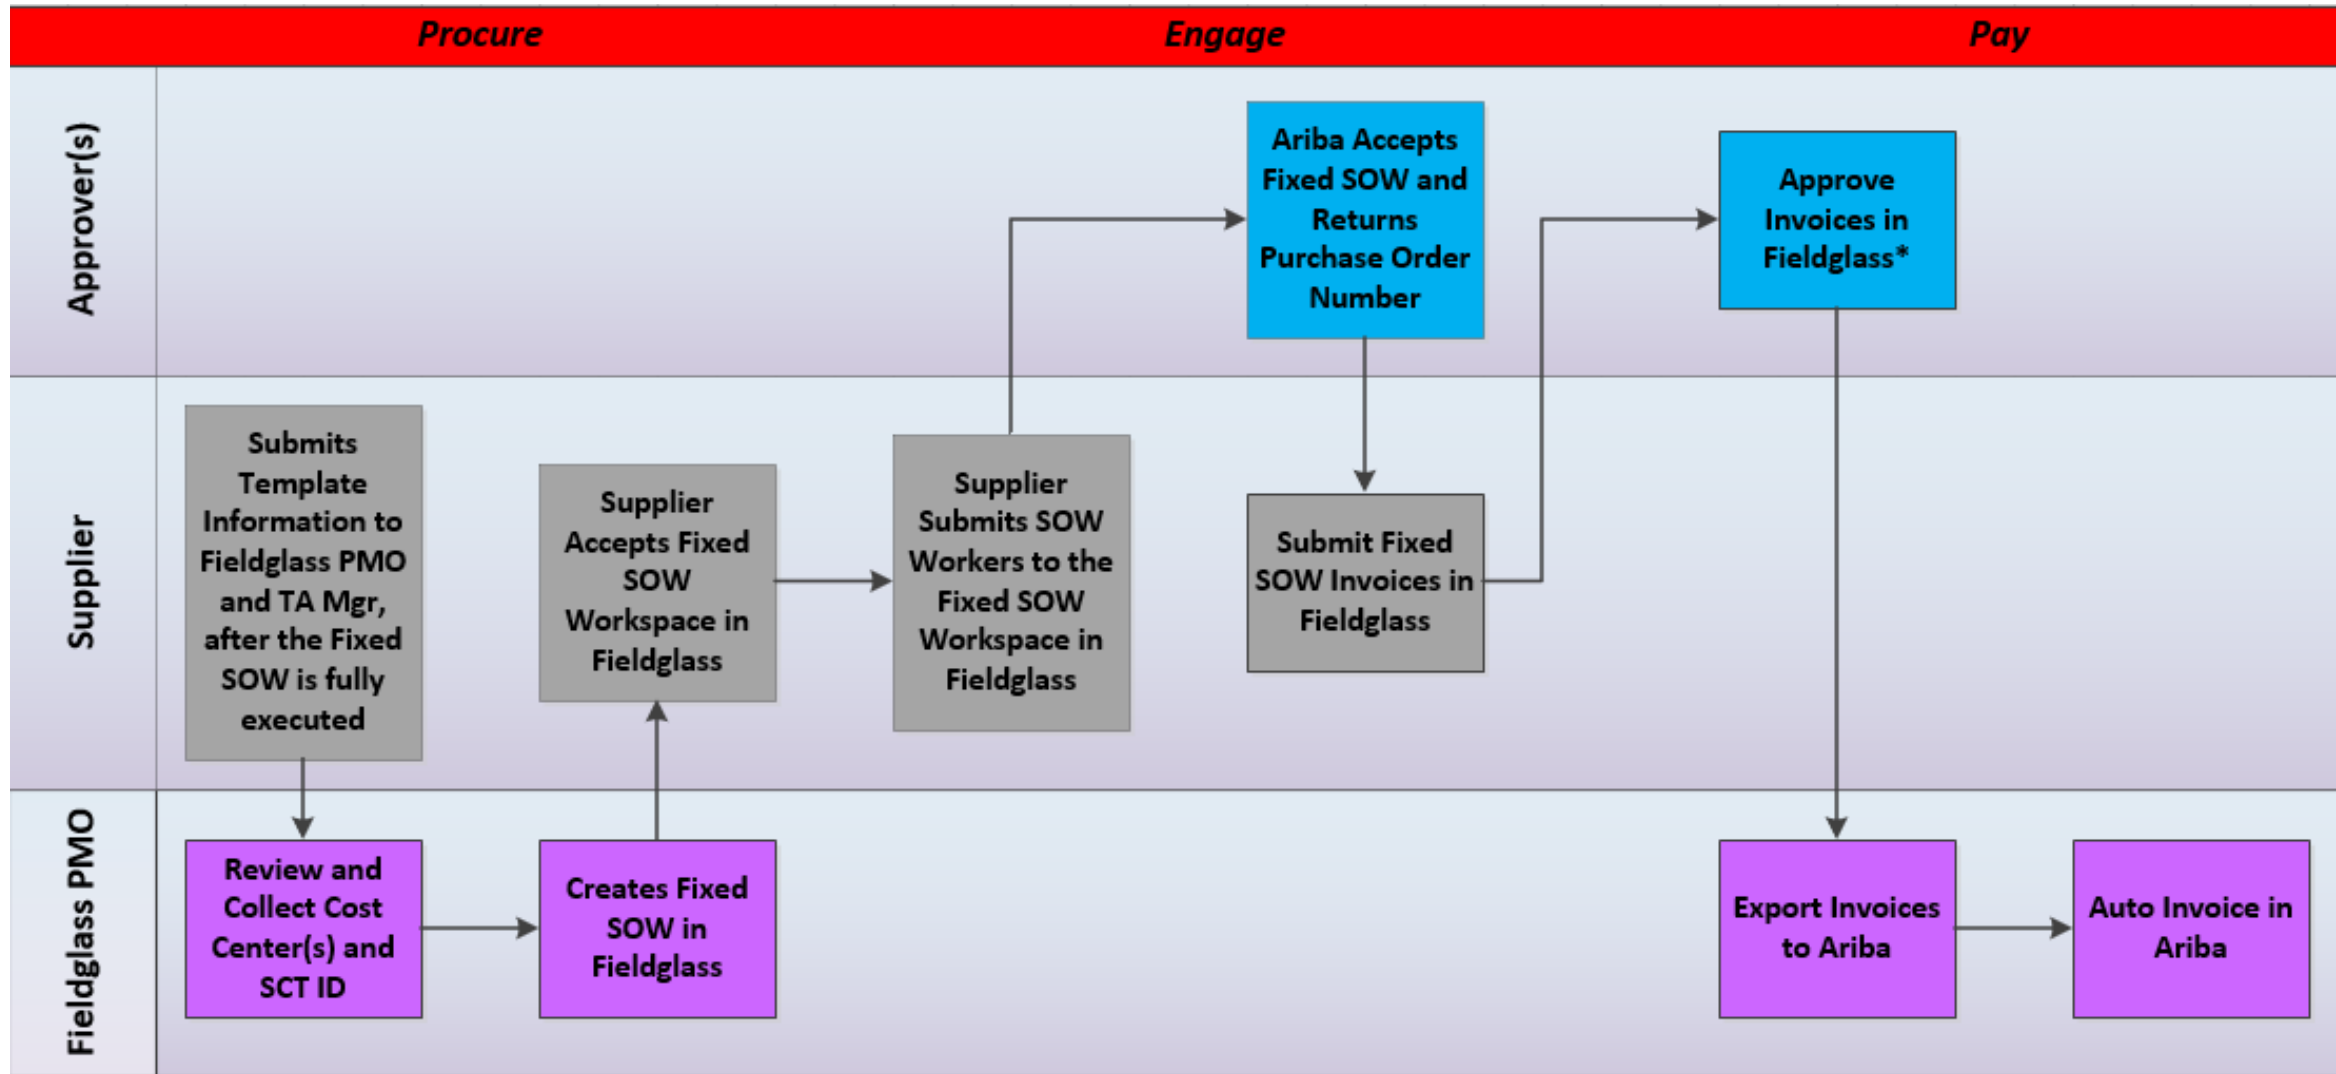 Procure
Engage
Pay
Approver(s)
Ariba Accepts
Fixed SOW and
Returns
Purchase Order
Number
Approve
Invoices in
Fieldglass*
Supplier
Submits
Template
Information to
Fieldglass PMO
and TA Mgr,
after the Fixed
SOW is fully
executed
Supplier
Accepts Fixed
SOW
Workspace in
Fieldglass
Supplier
Submits SOW
Workers to the
Fixed SOW
Workspace in
Fieldglass
Submit Fixed
SOW Invoices in
Fieldglass
Fieldglass PMO
Review and
Collect Cost
Center(s) and
SCT ID
Creates Fixed
SOW in
Fieldglass
Export Invoices
to Ariba
Auto Invoice in
Ariba